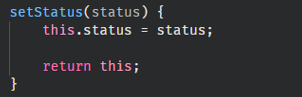 setStatus(status) {
    this.status = status;

    return this;
}